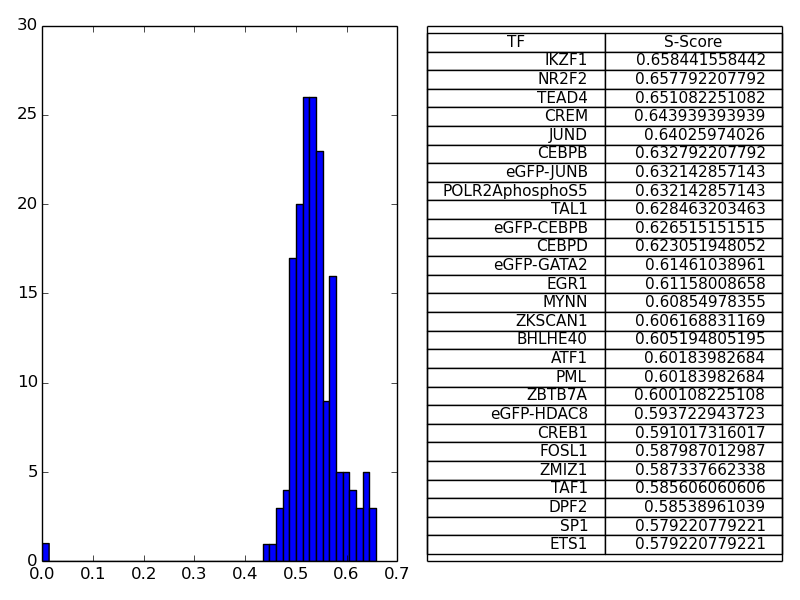 30
25
20
15
10
5
0
0.0 0.1 0.2 0.3 0.4 0.5 0.6 0.7
TF S-Score
IKZF1 0.658441558442
NR2F2 0.657792207792
TEAD4 0.651082251082
CREM 0.643939393939
JUND 0.64025974026
CEBPB 0.632792207792
eGFP-JUNB 0.632142857143
POLR2AphosphoS5 0.632142857143
TAL1 0.628463203463
eGFP-CEBPB 0.626515151515
CEBPD 0.623051948052
eGFP-GATA2 0.61461038961
EGR1 0.61158008658
MYNN 0.60854978355
ZKSCAN1 0.606168831169
BHLHE40 0.605194805195
ATF1 0.60183982684
PML 0.60183982684
ZBTB7A 0.600108225108
eGFP-HDAC8 0.593722943723
CREB1 0.591017316017
FOSL1 0.587987012987
ZMIZ1 0.587337662338
TAF1 0.585606060606
DPF2 0.58538961039
SP1 0.579220779221
ETS1 0.579220779221